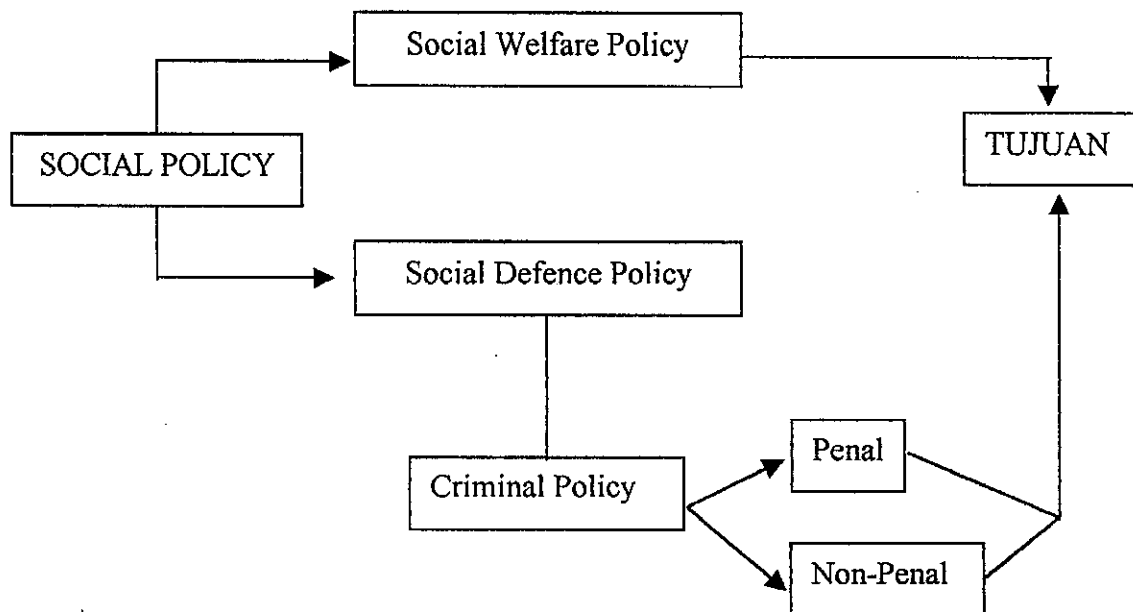 Social Welfare Policy
SOCIAL POLICY
TUJUAN
Social Defence Policy
Criminal Policy
Penal
Non-Penal